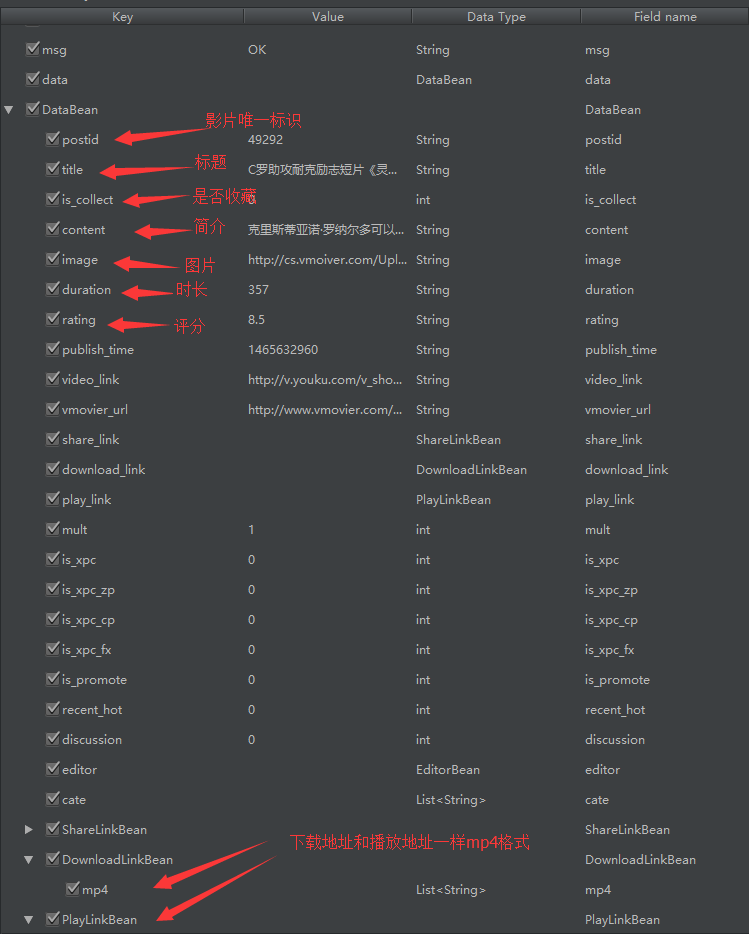 Key Value Data Type Field name
msg OK String msg
data DataBean data
DataBean DataBean
影片唯一标识
postid 49292 String postid
标题
title C罗助攻耐克励志短片《灵... String title
是否收藏
is_collect 0 int is_collect
简介
content 克里斯蒂亚诺·罗纳尔多可以... String content
图片
image http://cs.vmoiver.com/Upl... String image
时长
duration 357 String duration
评分
rating 8.5 String rating
publish_time 1465632960 String publish_time
video_link http://v.youku.com/v_sho... String video_link
vmovier_url http://www.vmovier.com/... String vmovier_url
share_link ShareLinkBean share_link
download_link DownloadLinkBean download_link
play_link PlayLinkBean play_link
mult 1 int mult
is_xpc 0 int is_xpc
is_xpc_zp 0 int is_xpc_zp
is_xpc_cp 0 int is_xpc_cp
is_xpc_fx 0 int is_xpc_fx
is_promote 0 int is_promote
recent_hot 0 int recent_hot
discussion 0 int discussion
editor EditorBean editor
cate List<String> cate
ShareLinkBean ShareLinkBean
下载地址和播放地址一样mp4格式
DownloadLinkBean DownloadLinkBean
mp4 List<String> mp4
PlayLinkBean PlayLinkBean